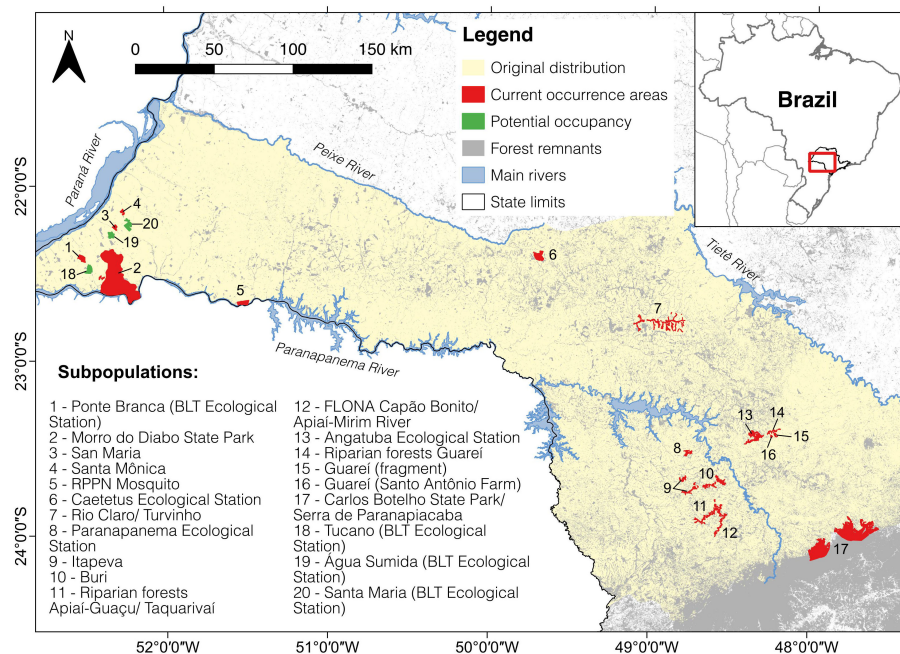 N
0 50 100 150 km
Legend
Original distribution
Current occurrence areas
Potential occupancy
Forest remnants
Main rivers
State limits
Brazil
Paraná River
Peixe River
Tietê River
Paranapanema River
22°0'0"S
23°0'0"S
24°0'0"S
4
3
20
19
1
18
2
5
6
7
13
14
15
16
8
9
10
11
12
17
Subpopulations:
1 - Ponte Branca (BLT Ecological
Station)
2 - Morro do Diabo State Park
3 - San Maria
4 - Santa Mônica
5 - RPPN Mosquito
6 - Caetetus Ecological Station
7 - Rio Claro/ Turvinho
8 - Paranapanema Ecological
Station
9 - Itapeva
10 - Buri
11 - Riparian forests
Apiaí-Guaçu/ Taquarivaí
12 - FLONA Capão Bonito/
Apiaí-Mirim River
13 - Angatuba Ecological Station
14 - Riparian forests Guareí
15 - Guareí (fragment)
16 - Guareí (Santo Antônio Farm)
17 - Carlos Botelho State Park/
Serra de Paranapiacaba
18 - Tucano (BLT Ecological
Station)
19 - Água Sumida (BLT Ecological
Station)
20 - Santa Maria (BLT Ecological
Station)
52°0'0"W 51°0'0"W 50°0'0"W 49°0'0"W 48°0'0"W